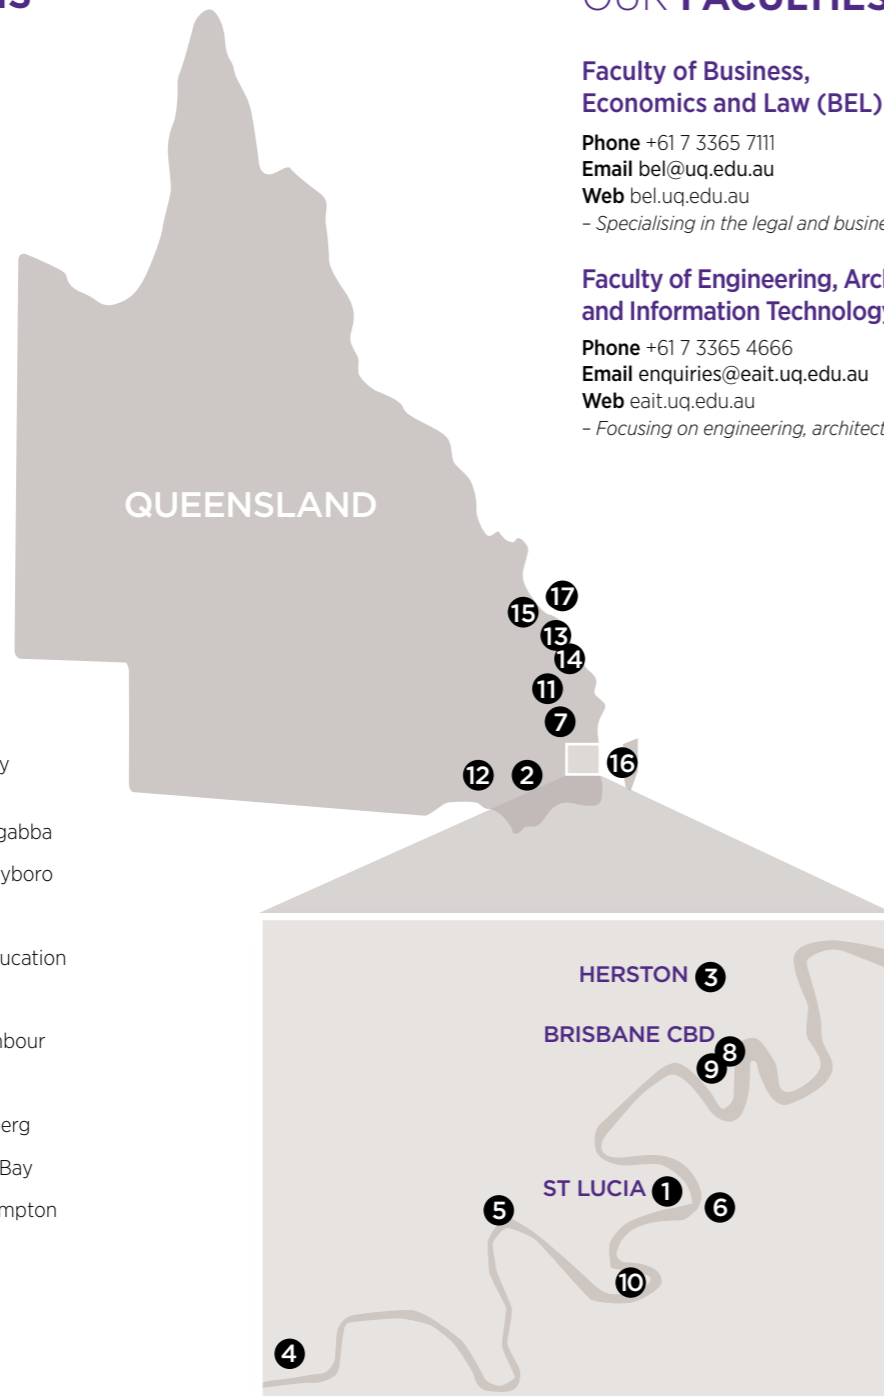 OUR FACULTIES
Faculty of Business,
Economics and Law (BEL)
Phone +61 7 3365 7111
Email bel@uq.edu.au
Web bel.uq.edu.au
– Specialising in the legal and busine
Faculty of Engineering, Arc
and Information Technology
Phone +61 7 3365 4666
Email enquiries@eait.uq.edu.au
Web eait.uq.edu.au
– Focusing on engineering, architect
QUEENSLAND
17
15
13
14
11
7
16
12
2
y
gabba
yboro
ucation
nbour
erg
Bay
mpton
HERSTON 3
BRISBANE CBD
8
9
ST LUCIA 1
5
6
10
4